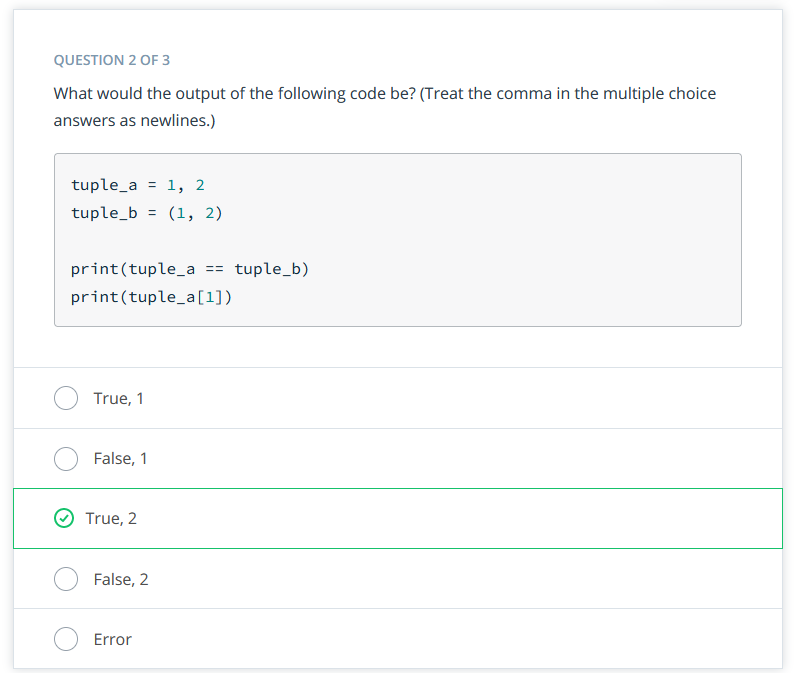 QUESTION 2 OF 3
What would the output of the following code be? (Treat the comma in the multiple choice
answers as newlines.)
tuple_a = 1, 2
tuple_b = (1, 2)
print(tuple_a == tuple_b)
print(tuple_a[1])
True, 1
False, 1
True, 2
False, 2
Error